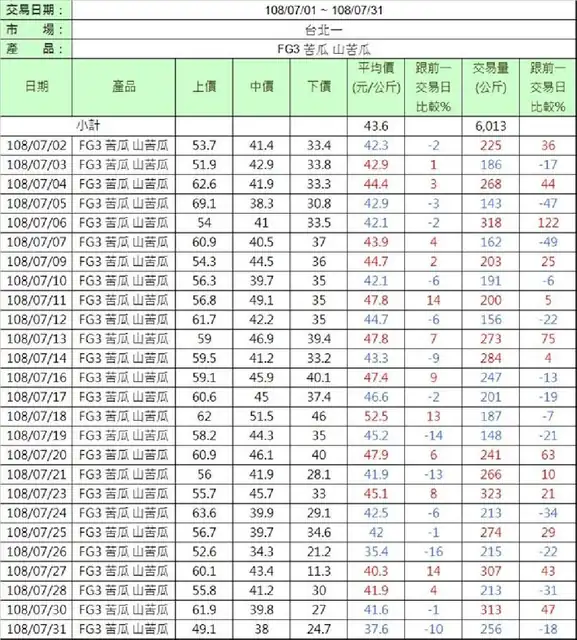 交易日期： 108/07/01 ~ 108/07/31
市 場： 台北一
產 品： FG3 苦瓜 山苦瓜
日期 產品 上價 中價 下價 平均價(元/公斤) 跟前一交易日比較% 交易量(公斤) 跟前一交易日比較%
小計 43.6 6,013
108/07/02 FG3 苦瓜 山苦瓜 53.7 41.4 33.4 42.3 -2 225 36
108/07/03 FG3 苦瓜 山苦瓜 51.9 42.9 33.8 42.9 1 186 -17
108/07/04 FG3 苦瓜 山苦瓜 62.6 41.9 33.3 44.4 3 268 44
108/07/05 FG3 苦瓜 山苦瓜 69.1 38.3 30.8 42.9 -3 143 -47
108/07/06 FG3 苦瓜 山苦瓜 54 41 33.5 42.1 -2 318 122
108/07/07 FG3 苦瓜 山苦瓜 60.9 40.5 37 43.9 4 162 -49
108/07/09 FG3 苦瓜 山苦瓜 54.3 44.5 36 44.7 2 203 25
108/07/10 FG3 苦瓜 山苦瓜 56.3 39.7 35 42.1 -6 191 -6
108/07/11 FG3 苦瓜 山苦瓜 56.8 49.1 35 47.8 14 200 5
108/07/12 FG3 苦瓜 山苦瓜 61.7 42.2 35 44.7 -6 156 -22
108/07/13 FG3 苦瓜 山苦瓜 59 46.9 39.4 47.8 7 273 75
108/07/14 FG3 苦瓜 山苦瓜 59.5 41.2 33.2 43.3 -9 284 4
108/07/16 FG3 苦瓜 山苦瓜 59.1 45.9 40.1 47.4 9 247 -13
108/07/17 FG3 苦瓜 山苦瓜 60.6 45 37.4 46.6 -2 201 -19
108/07/18 FG3 苦瓜 山苦瓜 62 51.5 46 52.5 13 187 -7
108/07/19 FG3 苦瓜 山苦瓜 58.2 44.3 35 45.2 -14 148 -21
108/07/20 FG3 苦瓜 山苦瓜 60.9 46.1 40 47.9 6 241 63
108/07/21 FG3 苦瓜 山苦瓜 56 41.9 28.1 41.9 -13 266 10
108/07/23 FG3 苦瓜 山苦瓜 55.7 45.7 33 45.1 8 323 21
108/07/24 FG3 苦瓜 山苦瓜 63.6 39.9 29.1 42.5 -6 213 -34
108/07/25 FG3 苦瓜 山苦瓜 56.7 39.7 34.6 42 -1 274 29
108/07/26 FG3 苦瓜 山苦瓜 52.6 34.3 21.2 35.4 -16 215 -22
108/07/27 FG3 苦瓜 山苦瓜 60.1 43.4 11.3 40.3 14 307 43
108/07/28 FG3 苦瓜 山苦瓜 55.8 41.2 30 41.9 4 213 -31
108/07/30 FG3 苦瓜 山苦瓜 61.9 39.8 27 41.6 -1 313 47
108/07/31 FG3 苦瓜 山苦瓜 49.1 38 24.7 37.6 -10 256 -18